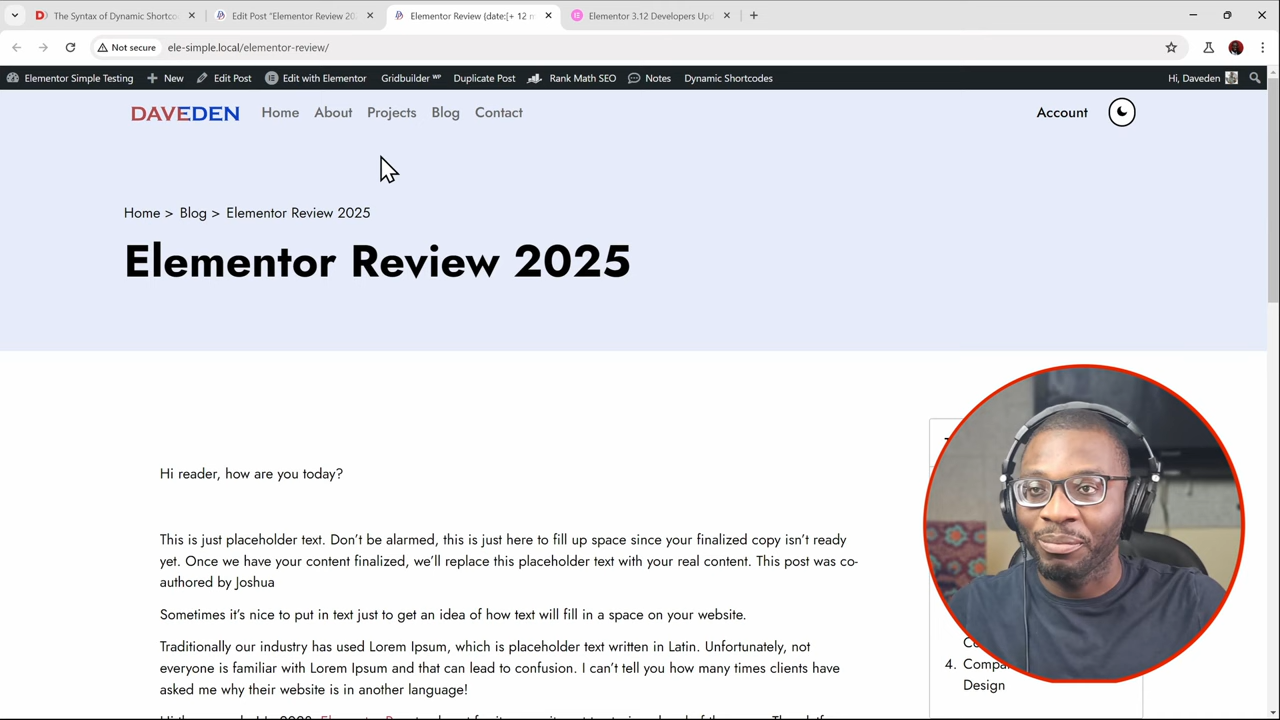 The Syntax of Dynamic Shortco
Edit Post "Elementor Review 20
Elementor Review (date:[+ 12 m
Elementor 3.12 Developers Upd
Not secure
ele-simple.local/elementor-review/
Elementor Simple Testing
New
Edit Post
Edit with Elementor
Gridbuilder WP
Duplicate Post
Rank Math SEO
Notes
Dynamic Shortcodes
Hi, Daveden
DAVEDEN
Home
About
Projects
Blog
Contact
Account
Home > Blog > Elementor Review 2025
Elementor Review 2025
Hi reader, how are you today?
This is just placeholder text. Don't be alarmed, this is just here to fill up space since your finalized copy isn't ready
yet. Once we have your content finalized, we'll replace this placeholder text with your real content. This post was co-
authored by Joshua
Sometimes it's nice to put in text just to get an idea of how text will fill in a space on your website.
Traditionally our industry has used Lorem Ipsum, which is placeholder text written in Latin. Unfortunately, not
everyone is familiar with Lorem Ipsum and that can lead to confusion. I can't tell you how many times clients have
asked me why their website is in another language!
4. Compa
Design